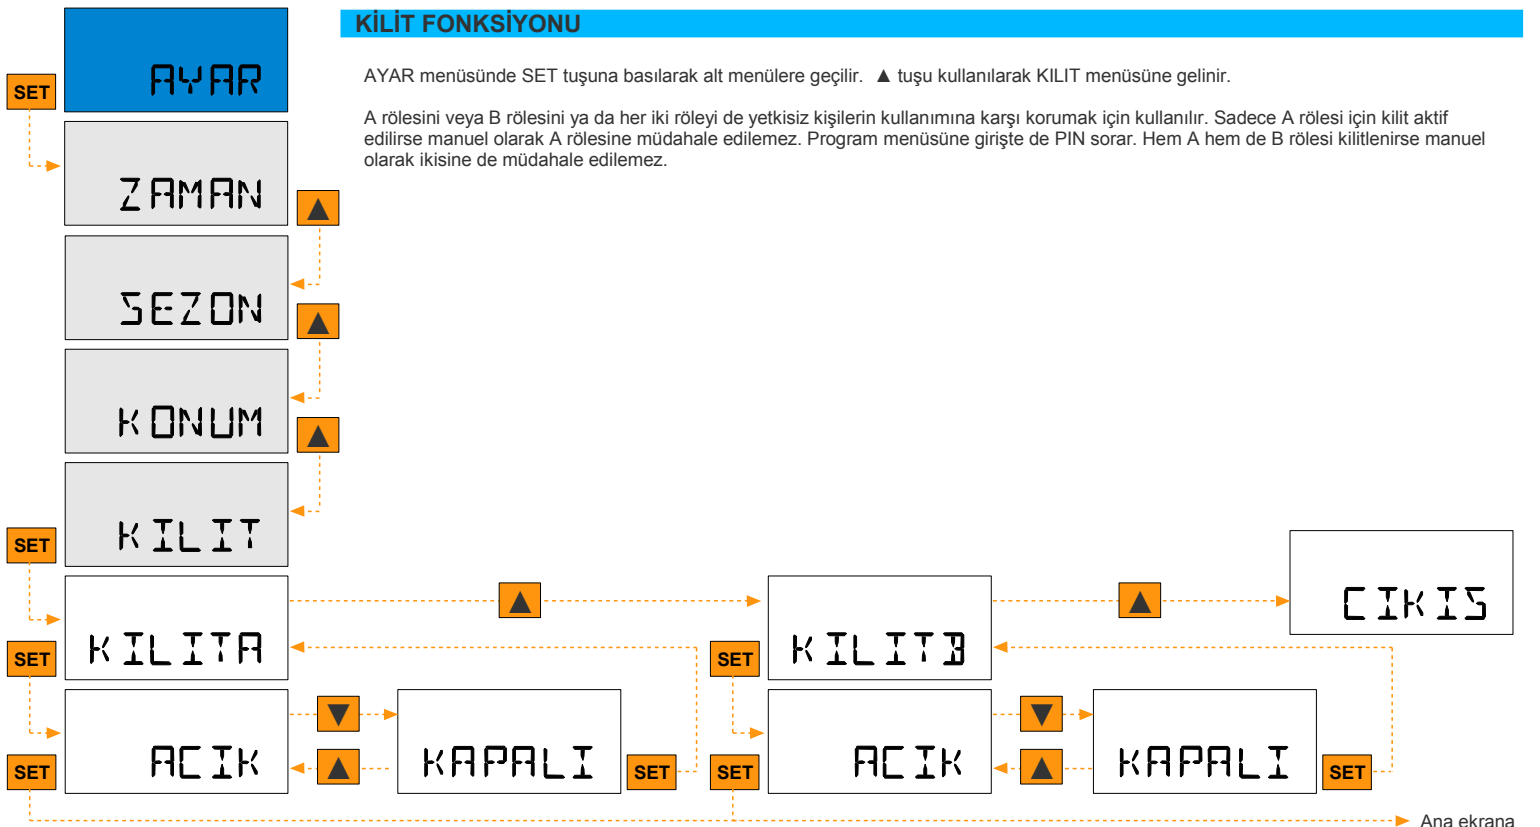 KİLİT FONKSİYONU
AYAR
SET
AYAR menüsünde SET tuşuna basılarak alt menülere geçilir. ▲ tuşu kullanılarak KILIT menüsüne gelinir.
A rölesini veya B rölesini ya da her iki röleyi de yetkisiz kişilerin kullanımına karşı korumak için kullanılır. Sadece A rölesi için kilit aktif
edilirse manuel olarak A rölesine müdahale edilemez. Program menüsüne girişte de PIN sorar. Hem A hem de B rölesi kilitlenirse manuel
olarak ikisine de müdahale edilemez.
ZAMAN
▲
SEZON
▲
KONUM
▲
KILIT
SET
▲
▲
CIKIS
KILITA
KILITB
SET
SET
▼
▼
ACIK
KAPALI
ACIK
KAPALI
SET
▲
SET
SET
▲
SET
Ana ekrana